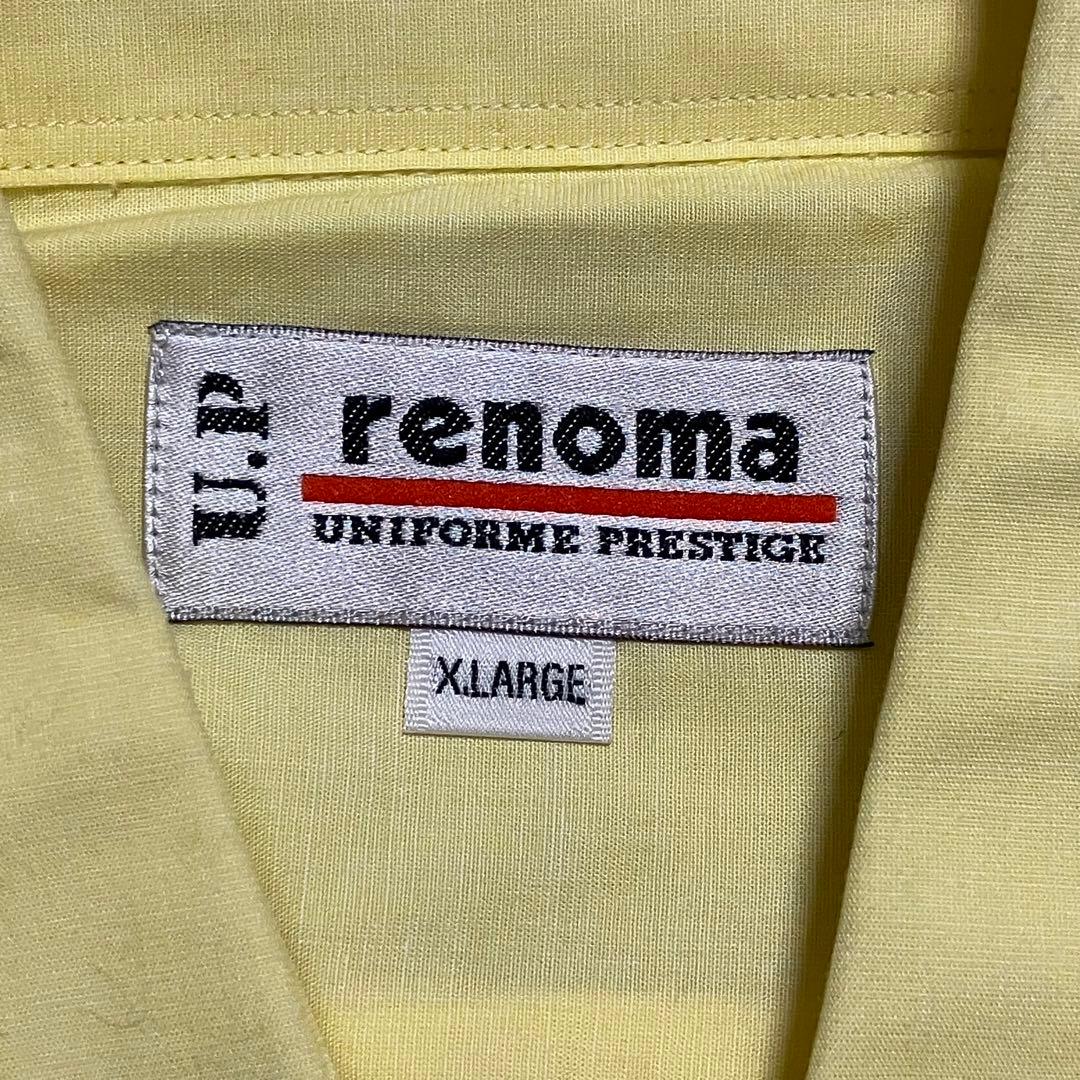 U.P
renoma
UNIFORME PRESTIGE
X.LARGE